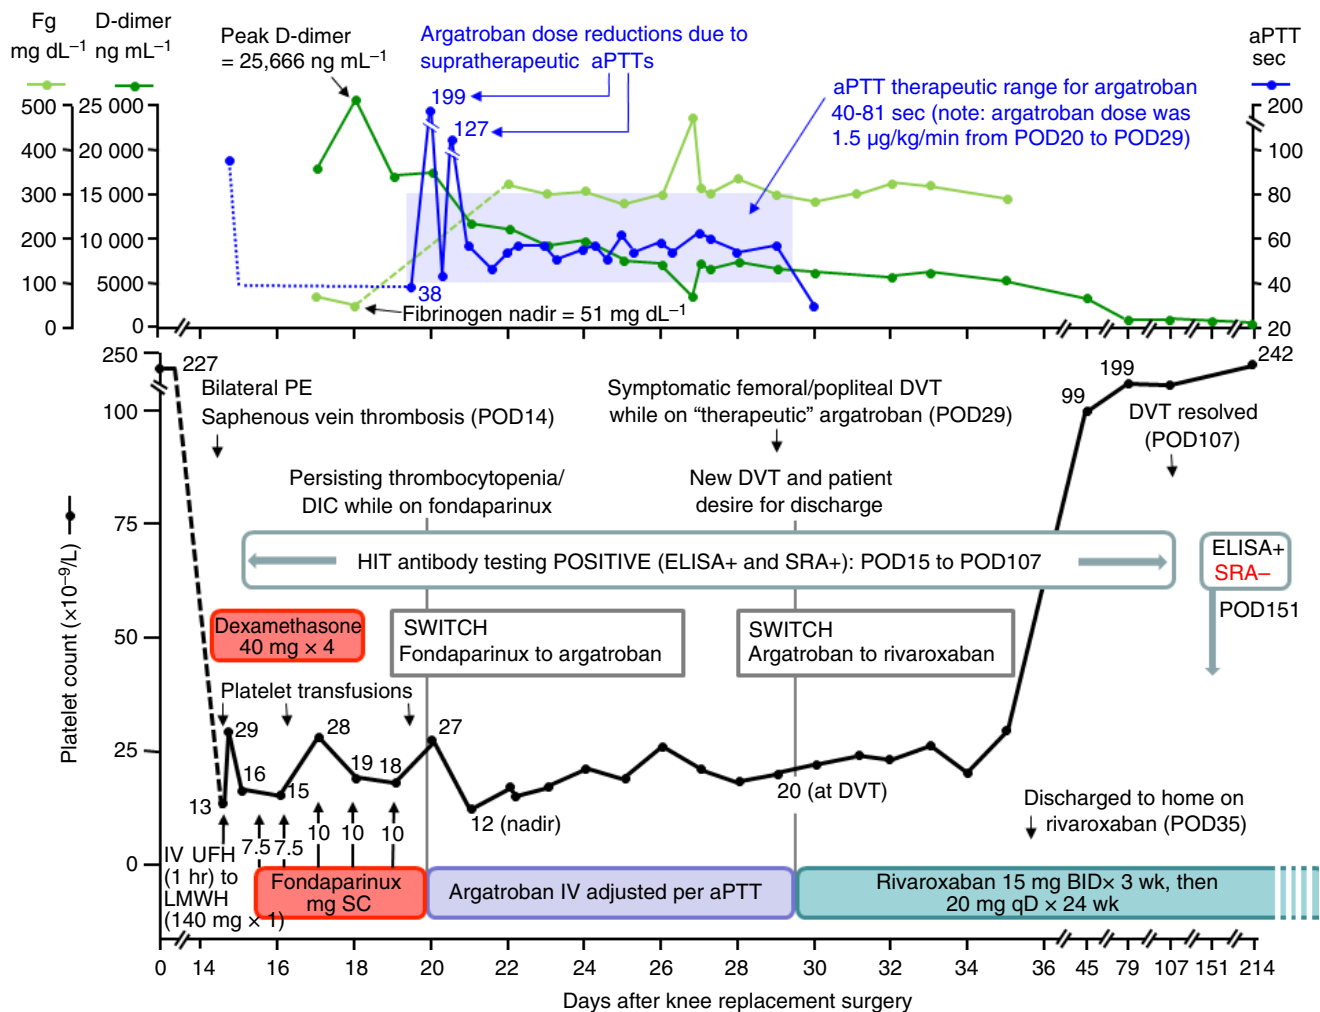 Fg
mg dL⁻¹
D-dimer
ng mL⁻¹
Peak D-dimer
= 25,666 ng mL⁻¹
Argatroban dose reductions due to
supratherapeutic aPTTs
aPTT therapeutic range for argatroban
40-81 sec (note: argatroban dose was
1.5 µg/kg/min from POD20 to POD29)
aPTT
sec
500
400
300
200
100
0
25 000
20 000
15 000
10 000
5000
0
199
127
38
Fibrinogen nadir = 51 mg dL⁻¹
200
100
80
60
40
20
250
100
75
50
25
0
Platelet count (×10⁻⁹/L)
227
Bilateral PE
Saphenous vein thrombosis (POD14)
Symptomatic femoral/popliteal DVT
while on “therapeutic” argatroban (POD29)
99
199
242
DVT resolved
(POD107)
Persisting thrombocytopenia/
DIC while on fondaparinux
New DVT and patient
desire for discharge
HIT antibody testing POSITIVE (ELISA+ and SRA+): POD15 to POD107
ELISA+
SRA–
POD151
Dexamethasone
40 mg × 4
SWITCH
Fondaparinux to argatroban
SWITCH
Argatroban to rivaroxaban
Platelet transfusions
13
29
16
15
28
19
18
27
12 (nadir)
20 (at DVT)
Discharged to home on
rivaroxaban (POD35)
7.5
7.5
10
10
10
IV UFH
(1 hr) to
LMWH
(140 mg × 1)
Fondaparinux
mg SC
Argatroban IV adjusted per aPTT
Rivaroxaban 15 mg BID× 3 wk, then
20 mg qD × 24 wk
0 14 16 18 20 22 24 26 28 30 32 34 36 45 79 107 151 214
Days after knee replacement surgery